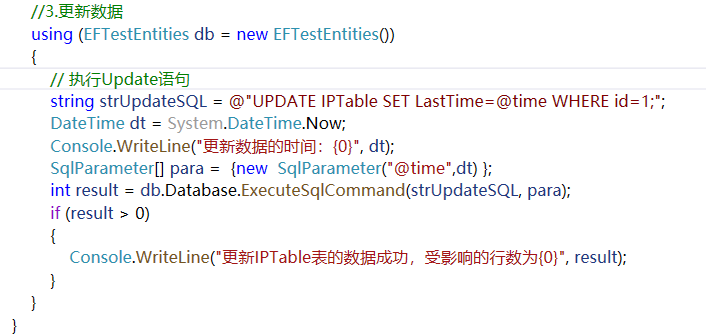 //3.更新数据
using (EFTestEntities db = new EFTestEntities())
{
// 执行Update语句
string strUpdateSQL = @"UPDATE IPTable SET LastTime=@time WHERE id=1;";
DateTime dt = System.DateTime.Now;
Console.WriteLine("更新数据的时间：{0}", dt);
SqlParameter[] para =  {new  SqlParameter("@time",dt) };
int result = db.Database.ExecuteSqlCommand(strUpdateSQL, para);
if (result > 0)
{
Console.WriteLine("更新IPTable表的数据成功，受影响的行数为{0}", result);
}
}
}